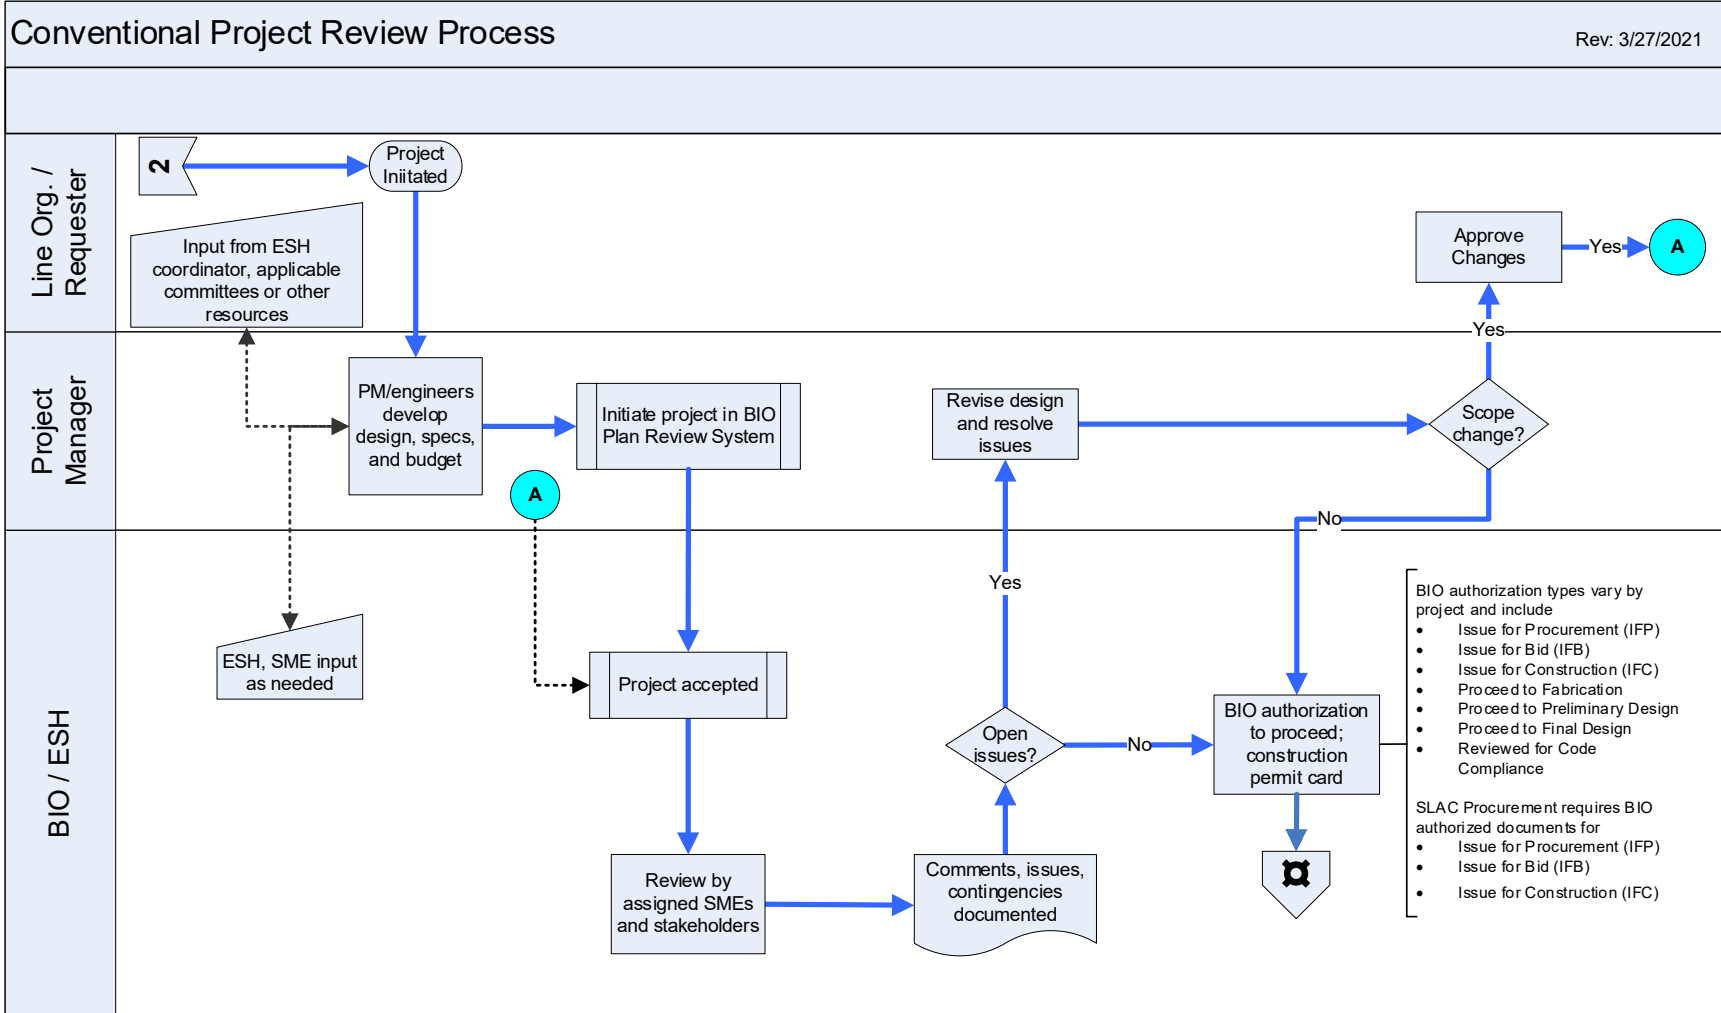 Conventional Project Review Process
Rev: 3/27/2021
Line Org. /
Requester
2
Project
Iniitated
Input from ESH
coordinator, applicable
committees or other
resources
Approve
Changes
Yes
A
Yes
Project
Manager
PM/engineers
develop
design, specs,
and budget
Initiate project in BIO
Plan Review System
A
Revise design
and resolve
issues
Scope
change?
No
BIO / ESH
Yes
ESH, SME input
as needed
Project accepted
Open
issues?
No
BIO authorization
to proceed;
construction
permit card
Review by
assigned SMEs
and stakeholders
Comments, issues,
contingencies
documented
¤
BIO authorization types vary by
project and include
• Issue for Procurement (IFP)
• Issue for Bid (IFB)
• Issue for Construction (IFC)
• Proceed to Fabrication
• Proceed to Preliminary Design
• Proceed to Final Design
• Reviewed for Code
Compliance
SLAC Procurement requires BIO
authorized documents for
• Issue for Procurement (IFP)
• Issue for Bid (IFB)
• Issue for Construction (IFC)